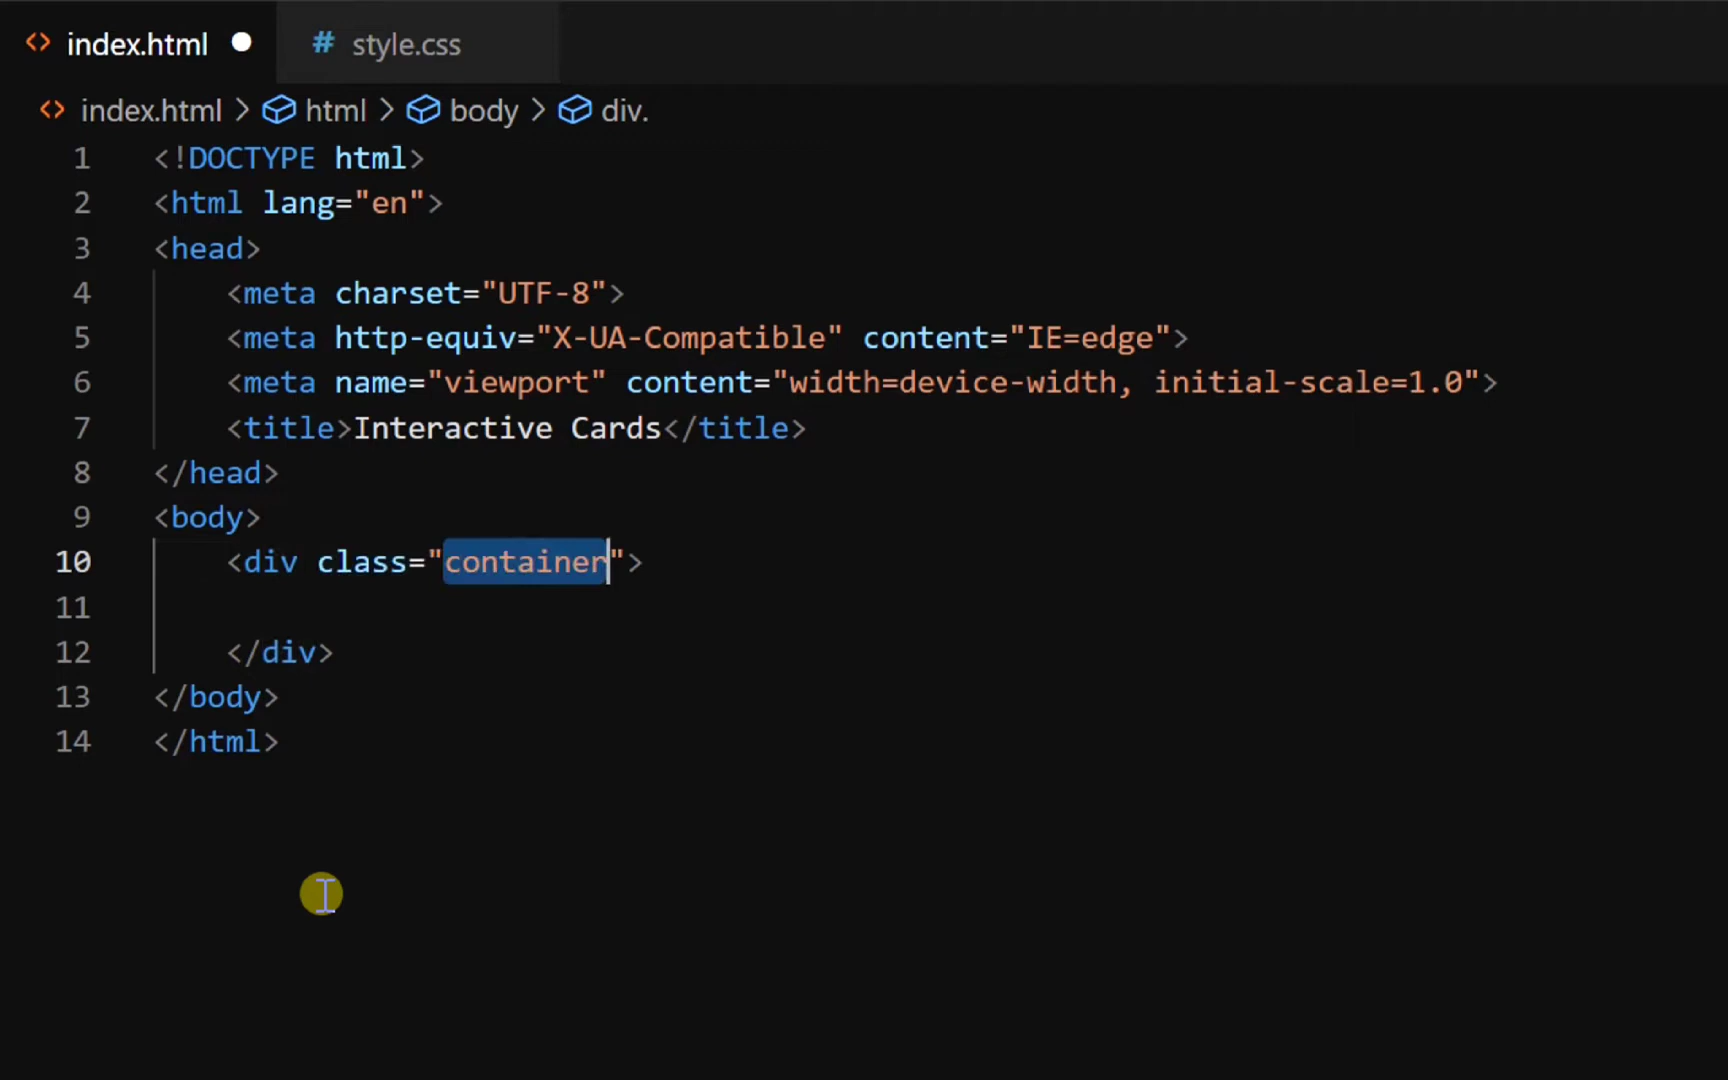 index.html
# style.css
index.html > html > body > div.
1 <!DOCTYPE html>
2 <html lang="en">
3 <head>
4     <meta charset="UTF-8">
5     <meta http-equiv="X-UA-Compatible" content="IE=edge">
6     <meta name="viewport" content="width=device-width, initial-scale=1.0">
7     <title>Interactive Cards</title>
8 </head>
9 <body>
10     <div class="container">
11
12     </div>
13 </body>
14 </html>